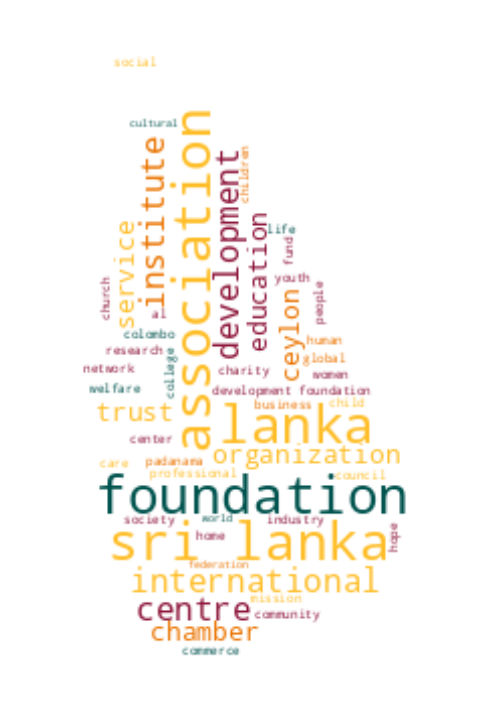 social
cultural
association
institute
development
children
service
education
life
fund
youth
church
people
ceylon
al
colombo
human
research
college
global
network
charity
women
welfare
development foundation
trust
lanka
business
child
center
organization
care
padanama
professional
council
foundation
society
world
industry
sri lanka
home
hope
federation
international
mission
centre
community
chamber
commerce